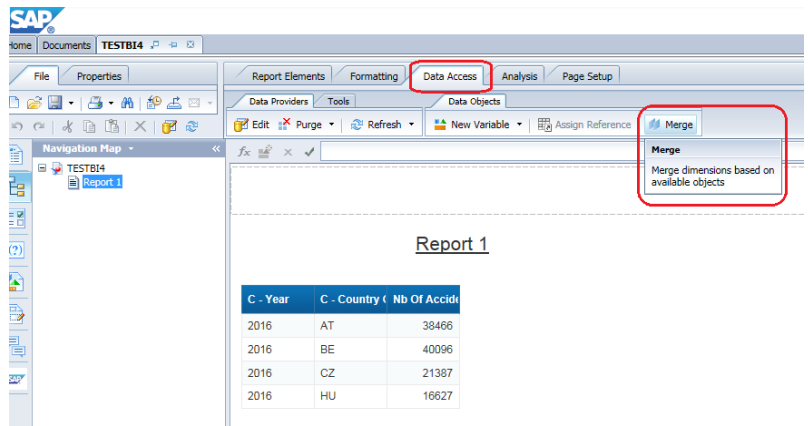 SAP
Home Documents TESTBI4
File Properties
Report Elements Formatting Data Access Analysis Page Setup
Data Providers Tools Data Objects
Edit Purge Refresh New Variable Assign Reference Merge
Navigation Map
Merge
Merge dimensions based on
available objects
TESTBI4
Report 1
Report 1
C - Year C - Country Nb Of Accide
2016 AT 38466
2016 BE 40096
2016 CZ 21387
2016 HU 16627
SAP